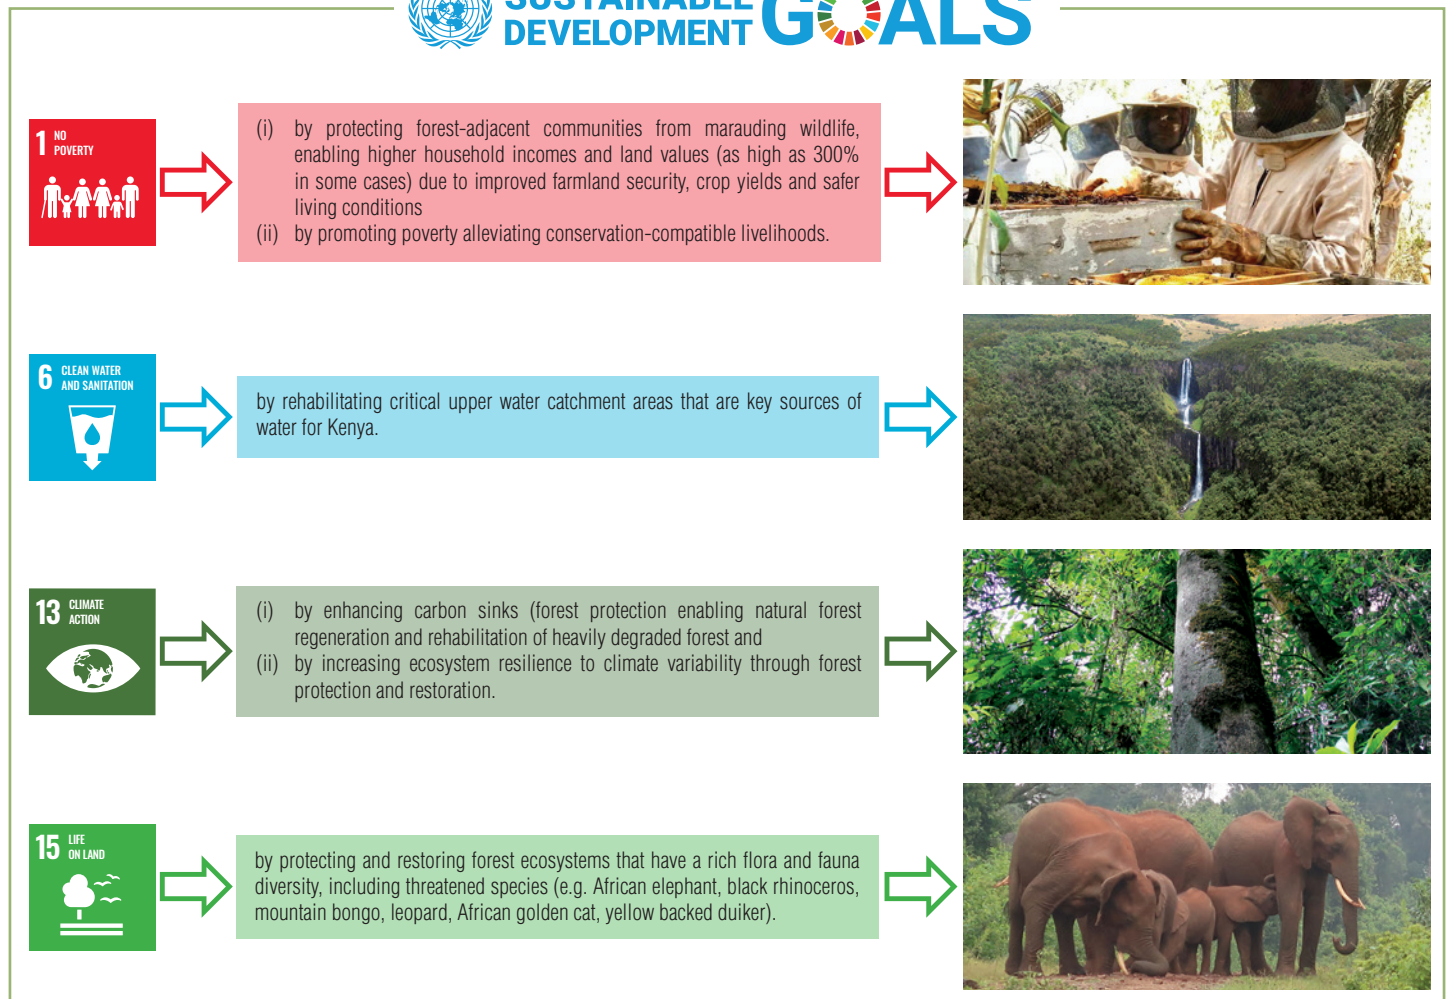 SUSTAINABLE
DEVELOPMENT GOALS
1 NO
POVERTY
(i) by protecting forest-adjacent communities from marauding wildlife,
enabling higher household incomes and land values (as high as 300%
in some cases) due to improved farmland security, crop yields and safer
living conditions
(ii) by promoting poverty alleviating conservation-compatible livelihoods.
6 CLEAN WATER
AND SANITATION
by rehabilitating critical upper water catchment areas that are key sources of
water for Kenya.
13 CLIMATE
ACTION
(i) by enhancing carbon sinks (forest protection enabling natural forest
regeneration and rehabilitation of heavily degraded forest and
(ii) by increasing ecosystem resilience to climate variability through forest
protection and restoration.
15 LIFE
ON LAND
by protecting and restoring forest ecosystems that have a rich flora and fauna
diversity, including threatened species (e.g. African elephant, black rhinoceros,
mountain bongo, leopard, African golden cat, yellow backed duiker).